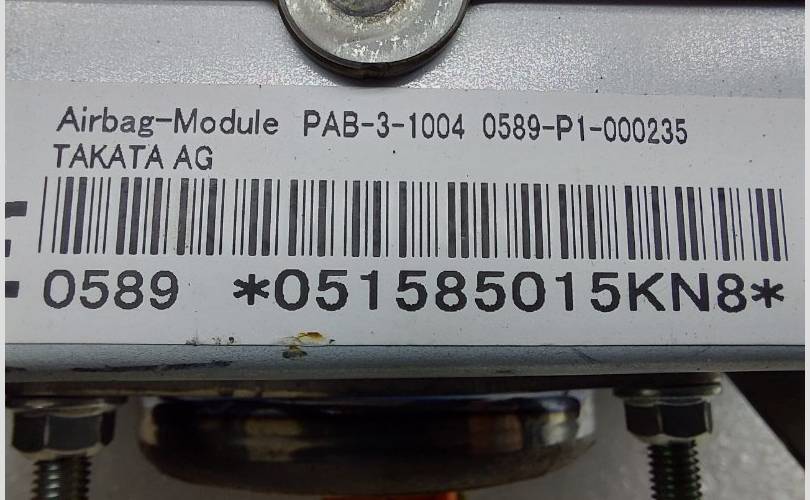 Airbag-Module PAB-3-1004 0589-P1-000235
TAKATA AG
0589 *051585015KN8*